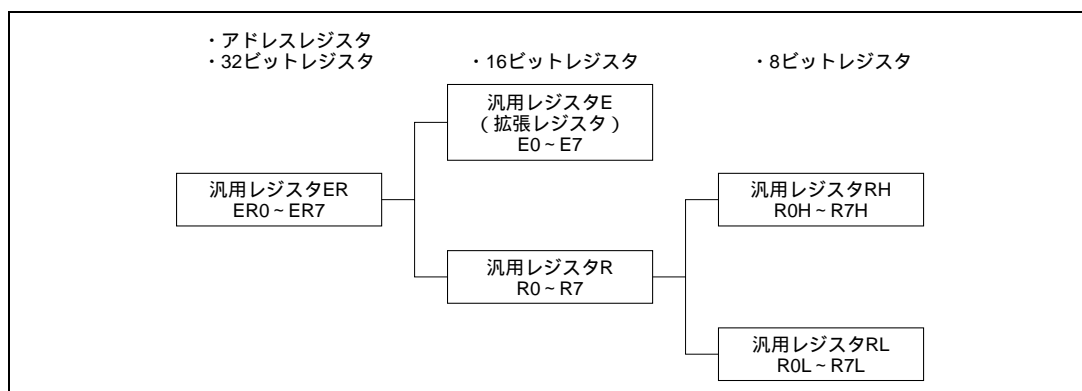 ・アドレスレジスタ
・32ビットレジスタ
・16ビットレジスタ
・8ビットレジスタ
汎用レジスタER
ER0～ER7
汎用レジスタE
（拡張レジスタ）
E0～E7
汎用レジスタR
R0～R7
汎用レジスタRH
R0H～R7H
汎用レジスタRL
R0L～R7L